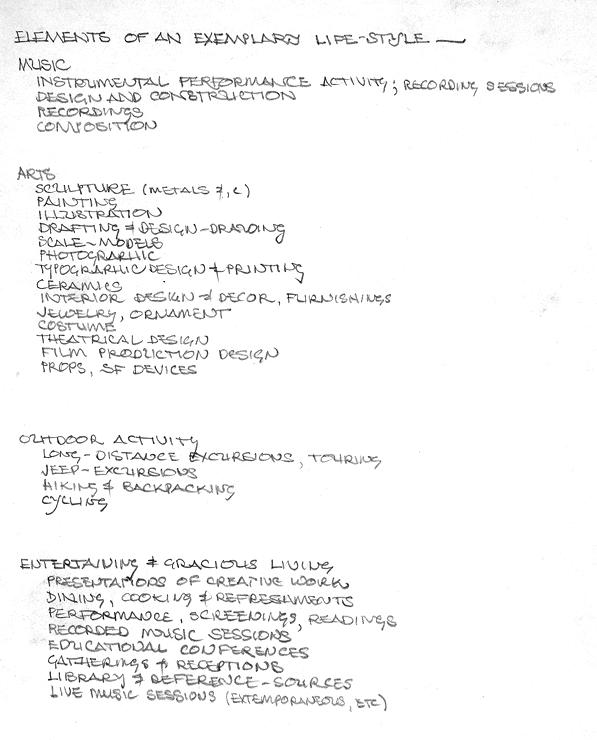 ELEMENTS OF AN EXEMPLARY LIFE-STYLE —
MUSIC
INSTRUMENTAL PERFORMANCE ACTIVITY; RECORDING SESSIONS
DESIGN AND CONSTRUCTION
RECORDINGS
COMPOSITION
ARTS
SCULPTURE (METALS &, C)
PAINTING
ILLUSTRATION
DRAFTING & DESIGN-DRAWING
SCALE-MODELS
PHOTOGRAPHIC
TYPOGRAPHIC DESIGN & PRINTING
CERAMICS
INTERIOR DESIGN & DECOR, FURNISHINGS
JEWELRY, ORNAMENT
COSTUME
THEATRICAL DESIGN
FILM PRODUCTION DESIGN
PROPS, SF DEVICES
OUTDOOR ACTIVITY
LONG-DISTANCE EXCURSIONS, TOURING
JEEP-EXCURSIONS
HIKING & BACKPACKING
CYCLING
ENTERTAINING & GRACIOUS LIVING
PRESENTATIONS OF CREATIVE WORK
DINING, COOKING & REFRESHMENTS
PERFORMANCE, SCREENINGS, READINGS
RECORDED MUSIC SESSIONS
EDUCATIONAL CONFERENCES
GATHERINGS & RECEPTIONS
LIBRARY & REFERENCE-SOURCES
LIVE MUSIC SESSIONS (EXTEMPORANEOUS, ETC)